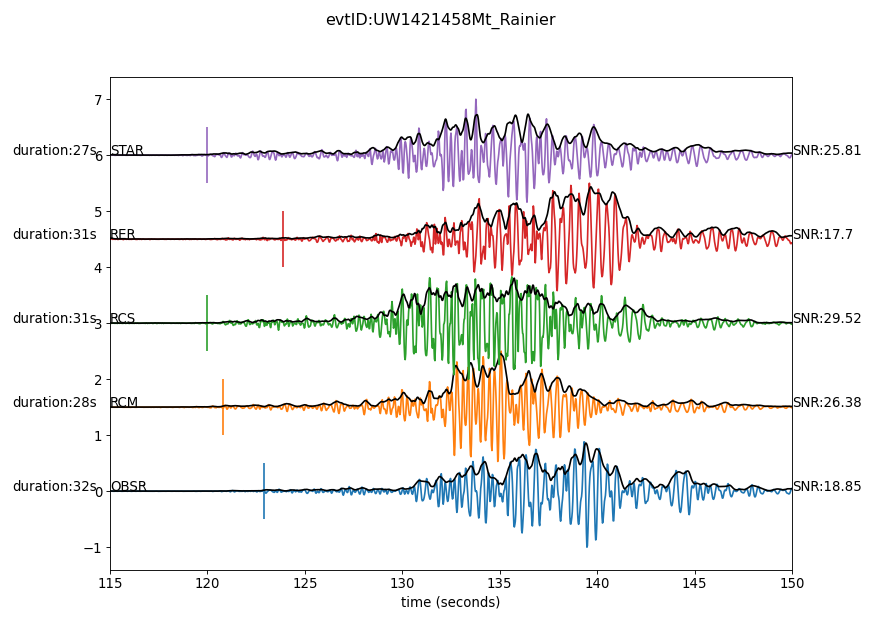 evtID:UW1421458Mt_Rainier
7
duration:27s 6 STAR SNR:25.81
5
duration:31s RER SNR:17.7
4
duration:31s 3 RCS SNR:29.52
2
duration:28s RCM SNR:26.38
1
duration:32s 0 OBSR SNR:18.85
−1
115 120 125 130 135 140 145 150
time (seconds)